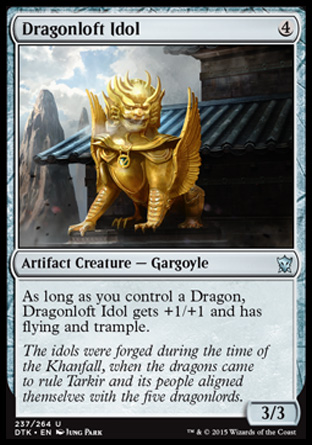 Dragonloft Idol 4
Artifact Creature — Gargoyle
As long as you control a Dragon,
Dragonloft Idol gets +1/+1 and has
flying and trample.
The idols were forged during the time of
the Khanfall, when the dragons came
to rule Tarkir and its people aligned
themselves with the five dragonlords.
3/3
237/264 U
DTK • EN Jung Park ™ & © 2015 Wizards of the Coast